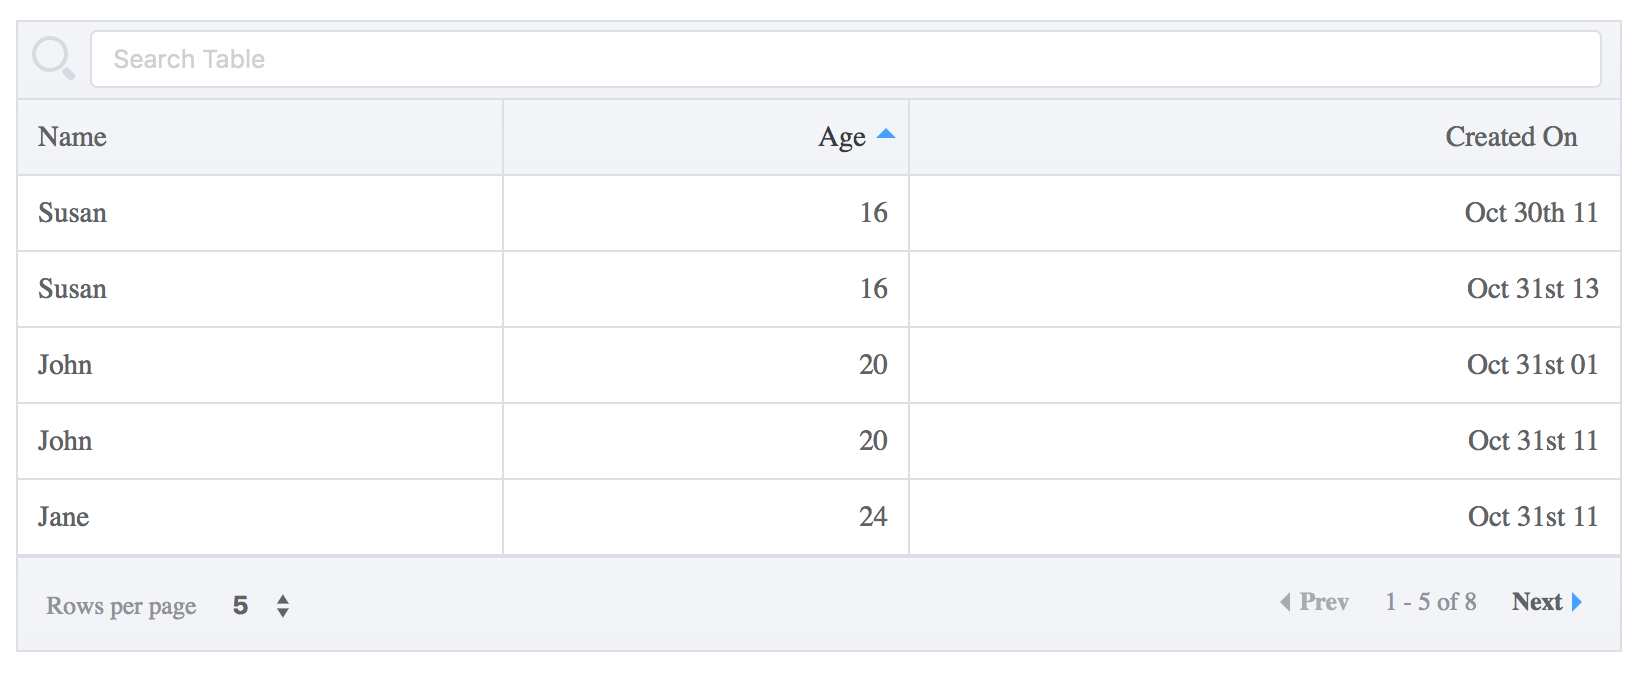 Search Table
Name Age Created On
Susan 16 Oct 30th 11
Susan 16 Oct 31st 13
John 20 Oct 31st 01
John 20 Oct 31st 11
Jane 24 Oct 31st 11
Rows per page 5 Prev 1 - 5 of 8 Next